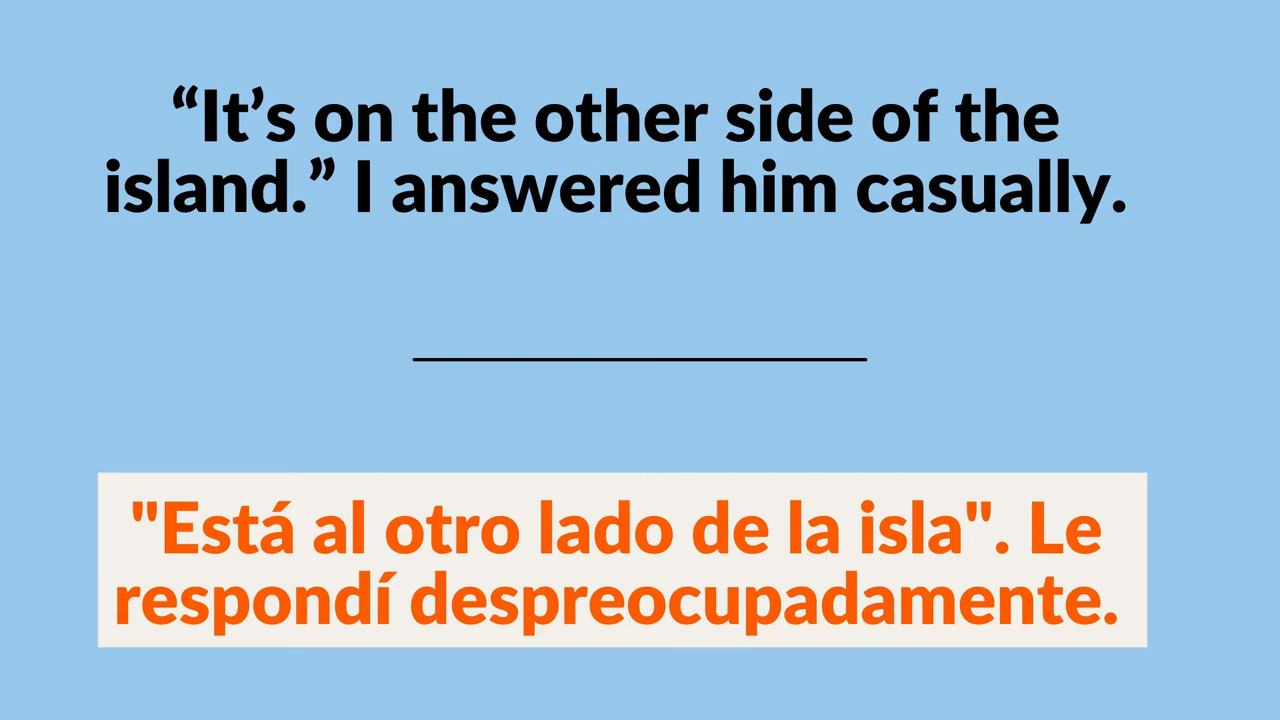 “It’s on the other side of the
island.” I answered him casually.
"Está al otro lado de la isla". Le
respondí despreocupadamente.